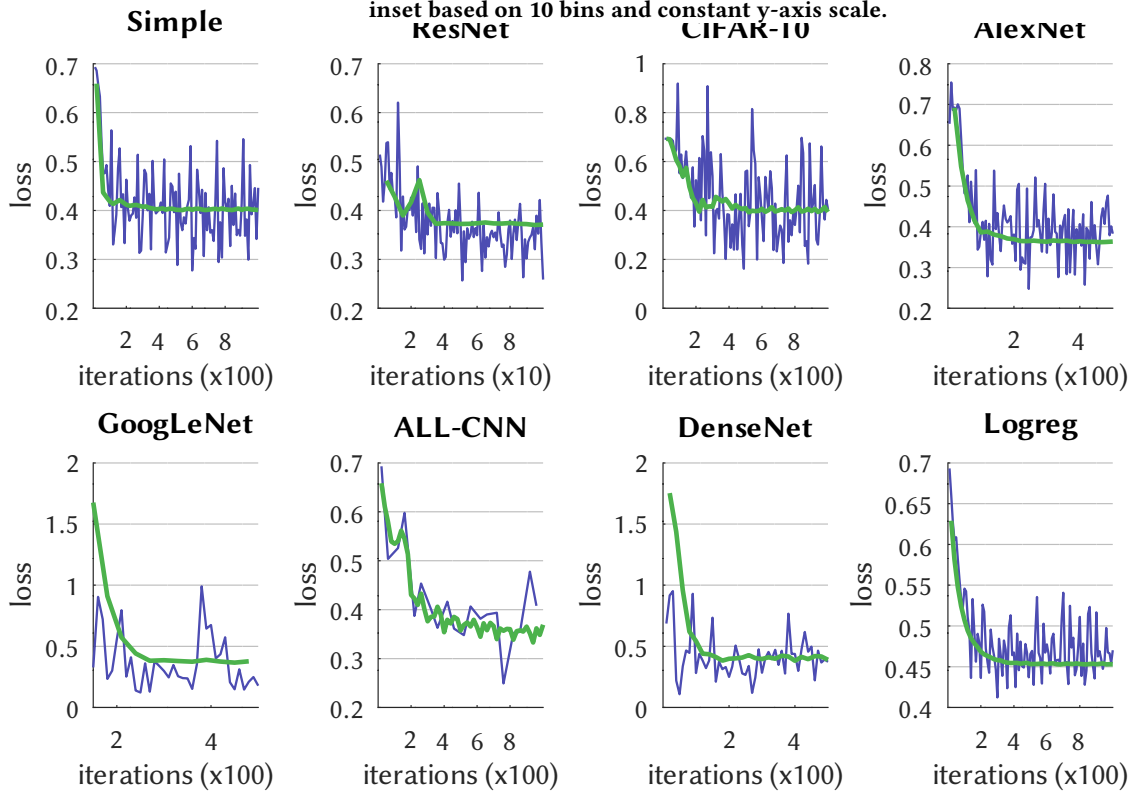 inset based on 10 bins and constant y-axis scale.
Simple ResNet CIFAR-10 AlexNet
0.7 0.7 1 0.8
0.6 0.6 0.8 0.7
0.5 0.5 0.6 0.6
0.4 0.4 0.4 0.5
0.3 0.3 0.2 0.4
0.2 0.2 0 0.3
0.2
loss loss loss loss
2 4 6 8 2 4 6 8 2 4 6 8 2 4
iterations (x100) iterations (x10) iterations (x100) iterations (x100)
GoogLeNet ALL-CNN DenseNet Logreg
2 0.7 2 0.7
1.5 0.6 1.5 0.65
1 0.5 1 0.6
0.5 0.4 0.5 0.55
0 0.3 0 0.5
0.2 0.45
0.4
loss loss loss loss
2 4 2 4 6 8 2 4 2 4 6 8
iterations (x100) iterations (x100) iterations (x100) iterations (x100)